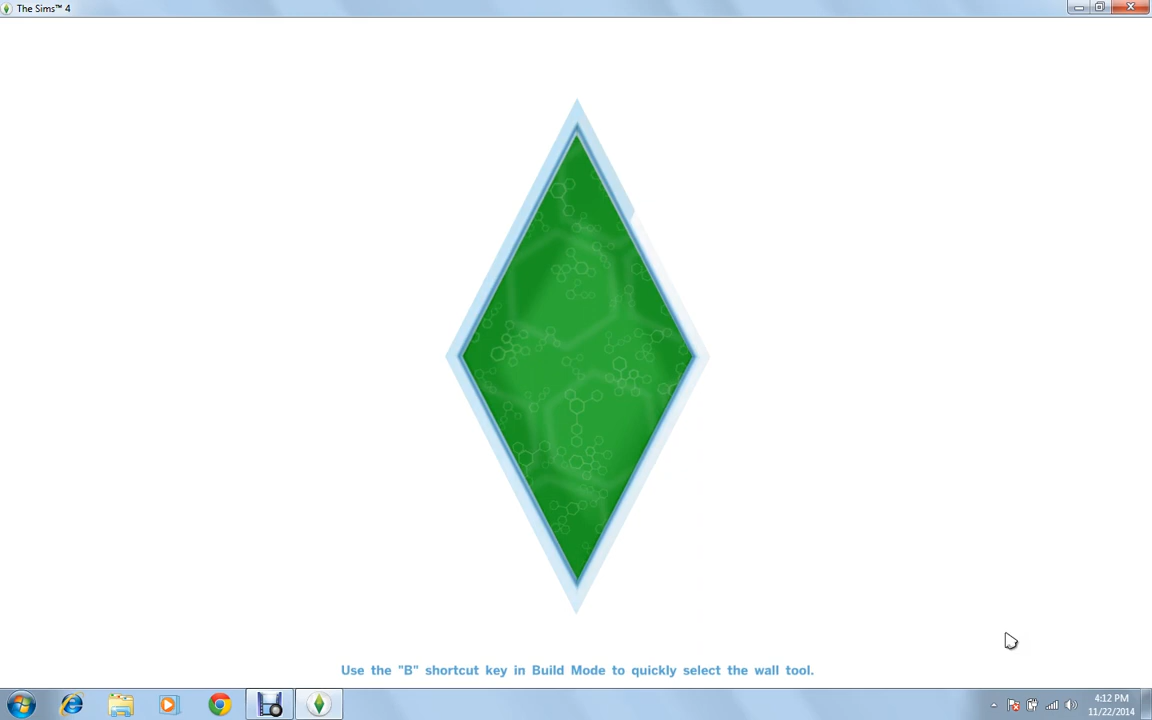 The Sims™ 4
Use the "B" shortcut key in Build Mode to quickly select the wall tool.
4:12 PM
11/22/2014